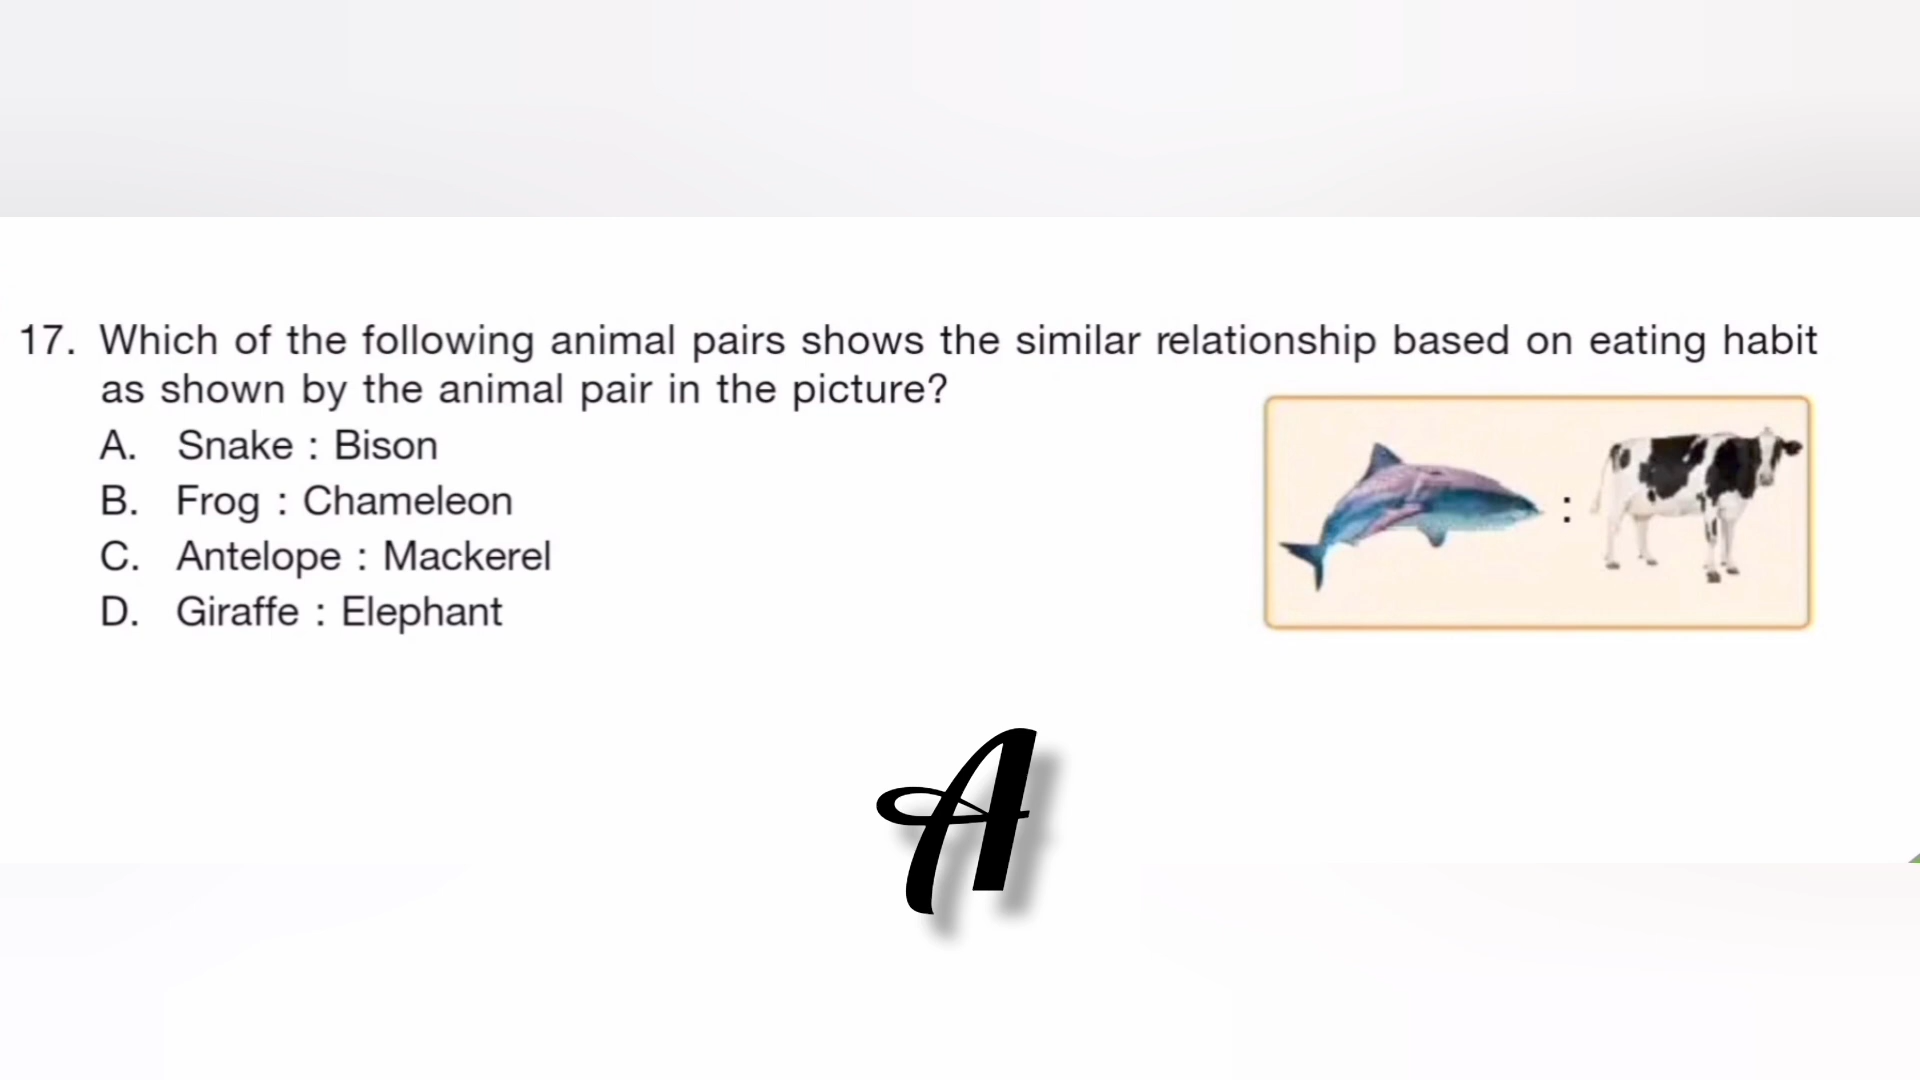 17. Which of the following animal pairs shows the similar relationship based on eating habit
as shown by the animal pair in the picture?
A. Snake : Bison
B. Frog : Chameleon
C. Antelope : Mackerel
D. Giraffe : Elephant
:
A